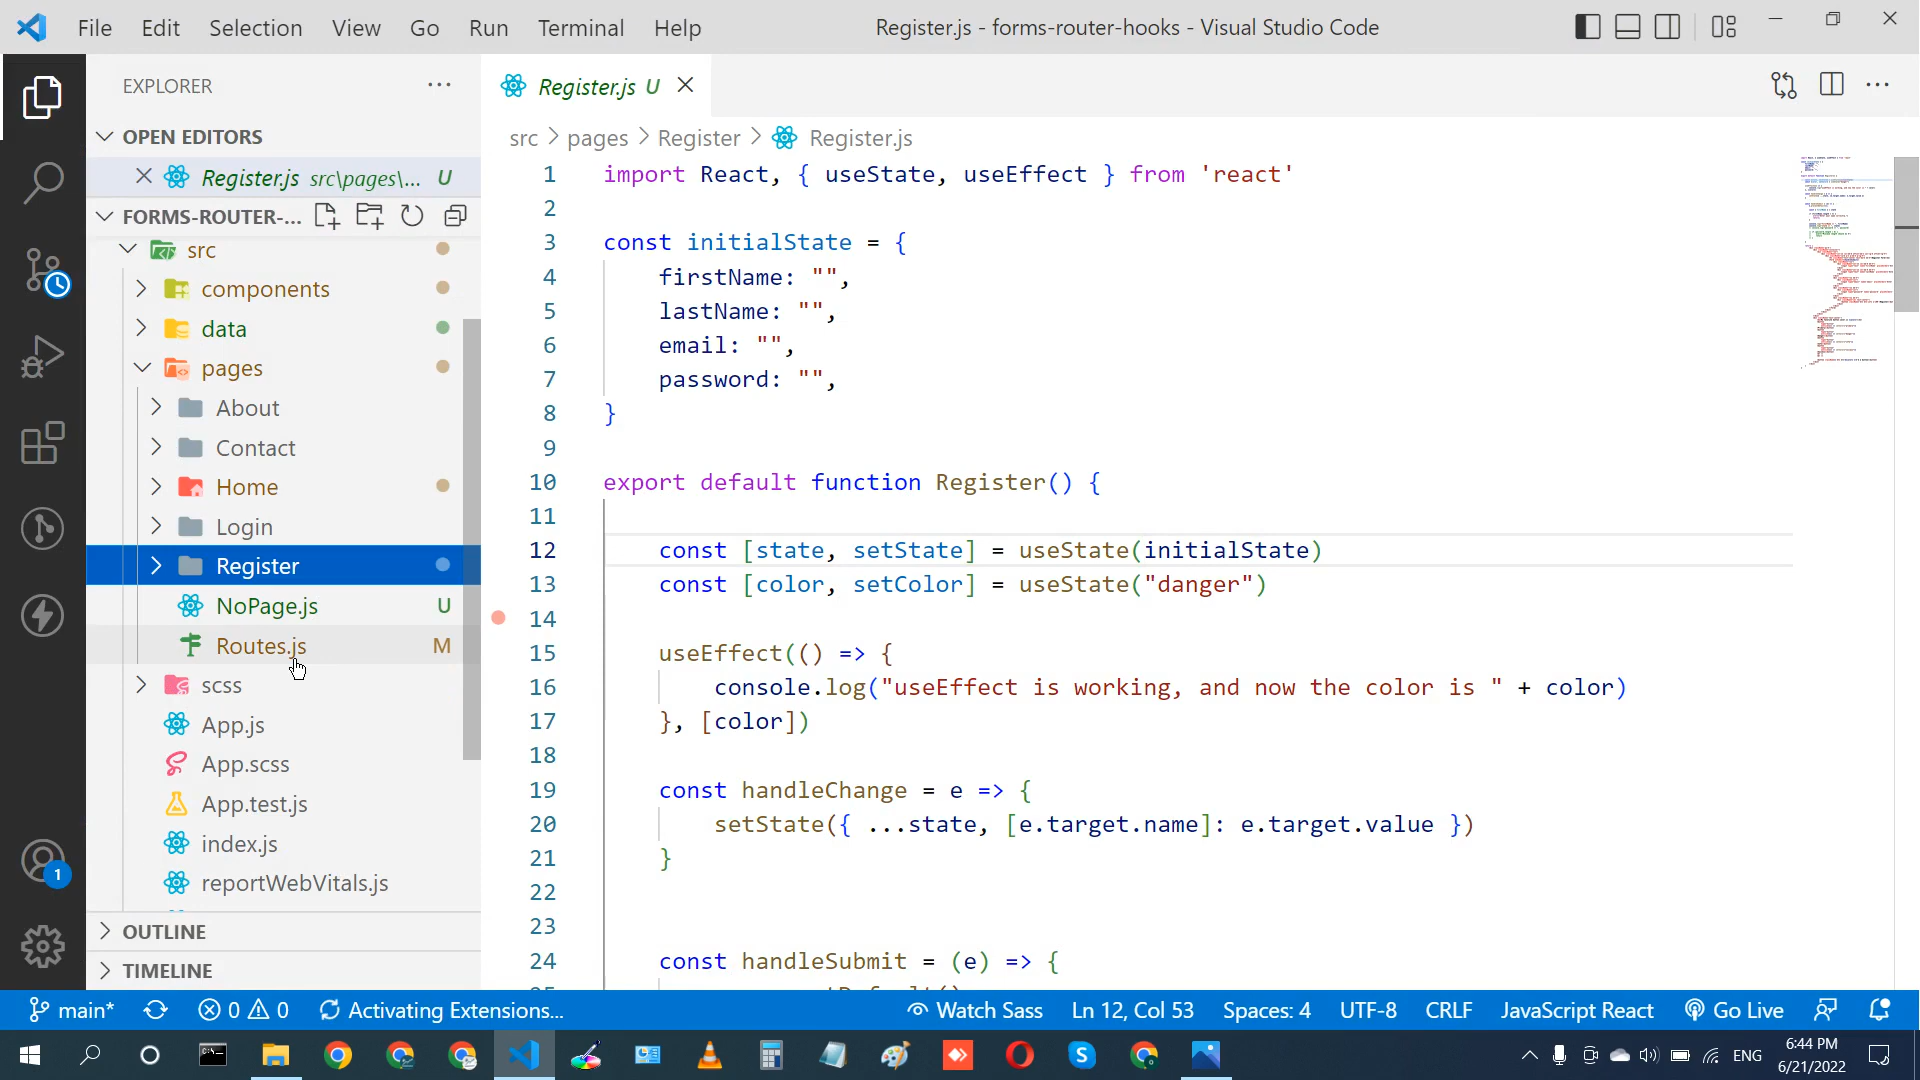 File Edit Selection View Go Run Terminal Help
Register.js - forms-router-hooks - Visual Studio Code
EXPLORER
Register.js U
OPEN EDITORS
Register.js src\pages\... U
FORMS-ROUTER-...
src
components
data
pages
About
Contact
Home
Login
Register
NoPage.js U
Routes.js M
scss
App.js
App.scss
App.test.js
index.js
reportWebVitals.js
OUTLINE
TIMELINE
1
src > pages > Register > Register.js
1 import React, { useState, useEffect } from 'react'
2
3 const initialState = {
4 firstName: "",
5 lastName: "",
6 email: "",
7 password: "",
8 }
9
10 export default function Register() {
11
12 const [state, setState] = useState(initialState)
13 const [color, setColor] = useState("danger")
14
15 useEffect(() => {
16 console.log("useEffect is working, and now the color is " + color)
17 }, [color])
18
19 const handleChange = e => {
20 setState({ ...state, [e.target.name]: e.target.value })
21 }
22
23
24 const handleSubmit = (e) => {
main* 0 0 Activating Extensions... Watch Sass Ln 12, Col 53 Spaces: 4 UTF-8 CRLF JavaScript React Go Live
ENG
6:44 PM
6/21/2022